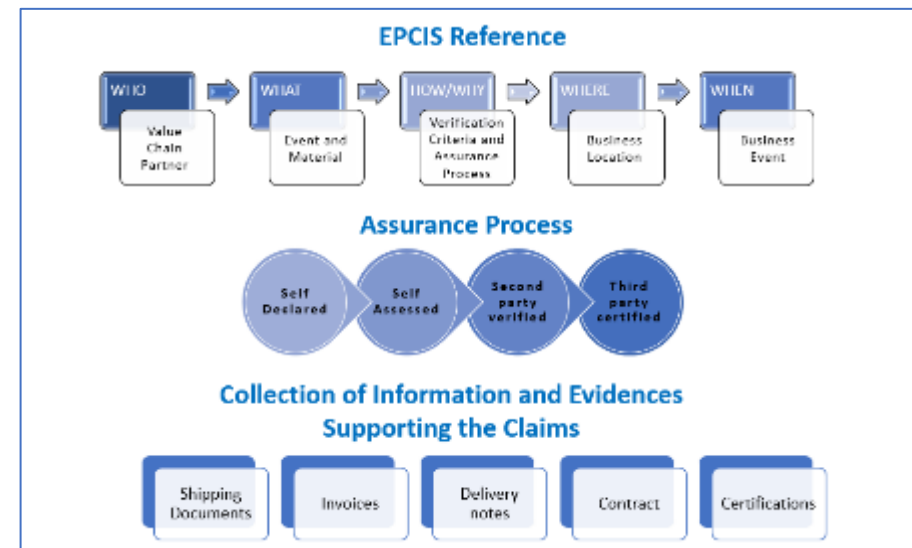 EPCIS Reference
WHO
WHAT
HOW/WHY
WHERE
WHEN
Value
Chain
Partner
Event and
Material
Verification
Criteria and
Assurance
Process
Business
Location
Business
Event
Assurance Process
Self
Declared
Self
Assessed
Second
party
verified
Third
party
certified
Collection of Information and Evidences
Supporting the Claims
Shipping
Documents
Invoices
Delivery
notes
Contract
Certifications